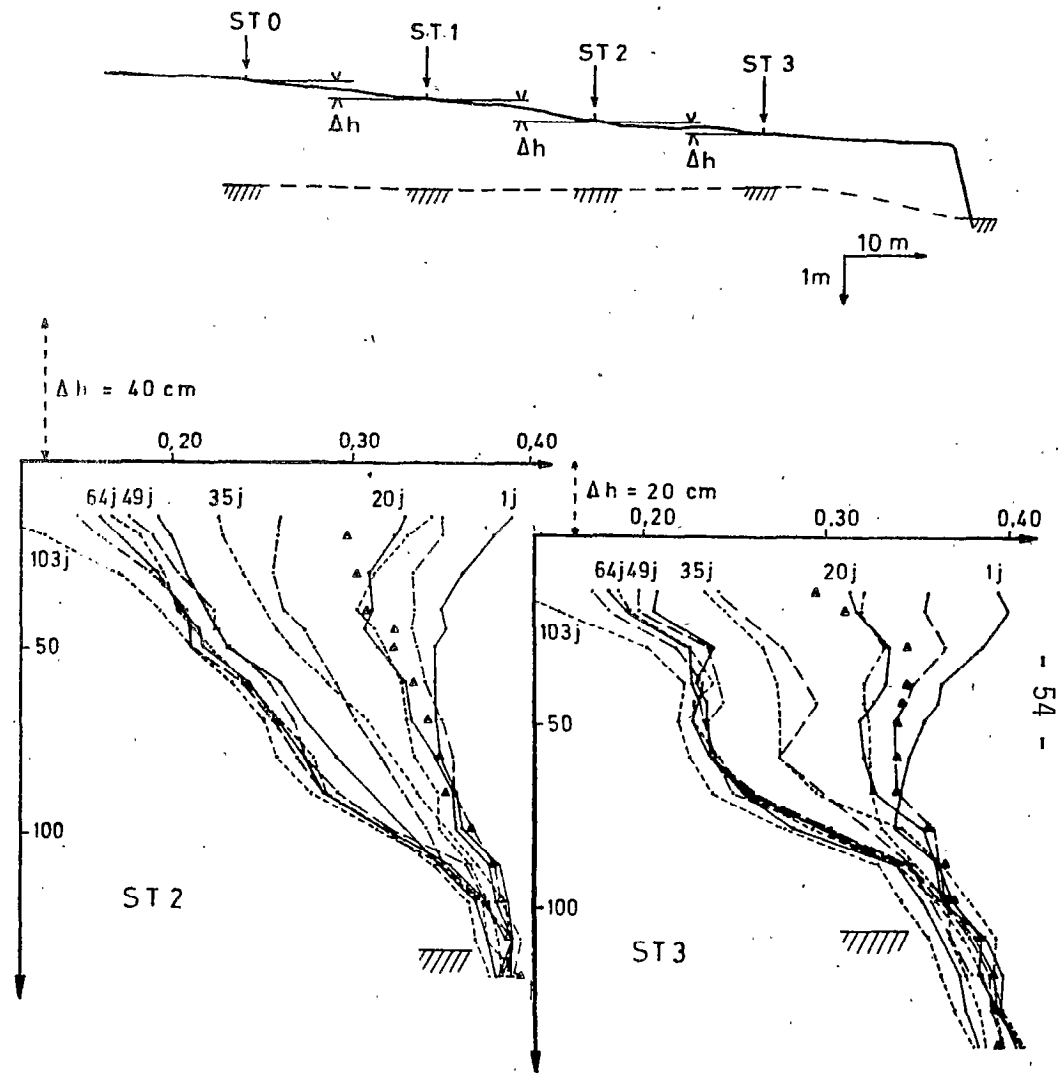 ST 0
ST 1
ST 2
ST 3
Δh
Δh
Δh
10 m
1m
Δh = 40 cm
0,20 0,30 0,40
64j 49j 35j 20j 1j
103j
50
100
ST 2
Δh = 20 cm
0,20 0,30 0,40
64j 49j 35j 20j 1j
103j
50
100
ST 3
- 54 -